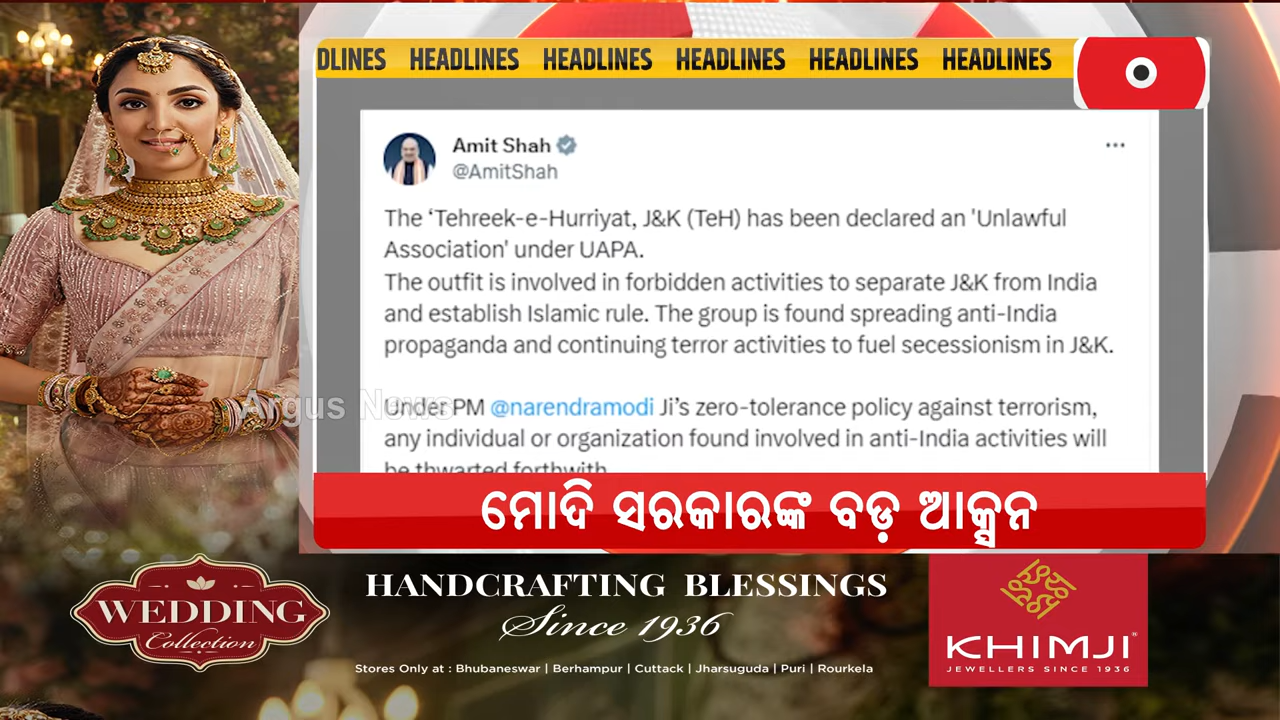 DLINES HEADLINES HEADLINES HEADLINES HEADLINES HEADLINES
Amit Shah
@AmitShah
The ‘Tehreek-e-Hurriyat, J&K (TeH) has been declared an 'Unlawful
Association' under UAPA.
The outfit is involved in forbidden activities to separate J&K from India
and establish Islamic rule. The group is found spreading anti-India
propaganda and continuing terror activities to fuel secessionism in J&K.
Under PM @narendramodi Ji’s zero-tolerance policy against terrorism,
any individual or organization found involved in anti-India activities will
be thwarted forthwith
Argus News
ମୋଦି ସରକାରଙ୍କ ବଡ଼ ଆକ୍ସନ
WEDDING
Collection
HANDCRAFTING BLESSINGS
Since 1936
Stores Only at : Bhubaneswar | Berhampur | Cuttack | Jharsuguda | Puri | Rourkela
KHIMJI
JEWELLERS SINCE 1936